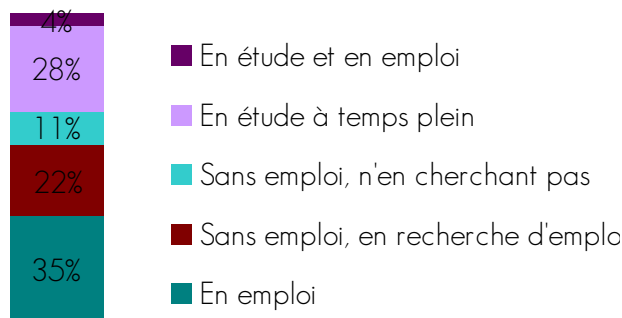 4%
28%
11%
22%
35%
En étude et en emploi
En étude à temps plein
Sans emploi, n'en cherchant pas
Sans emploi, en recherche d'emplo
En emploi